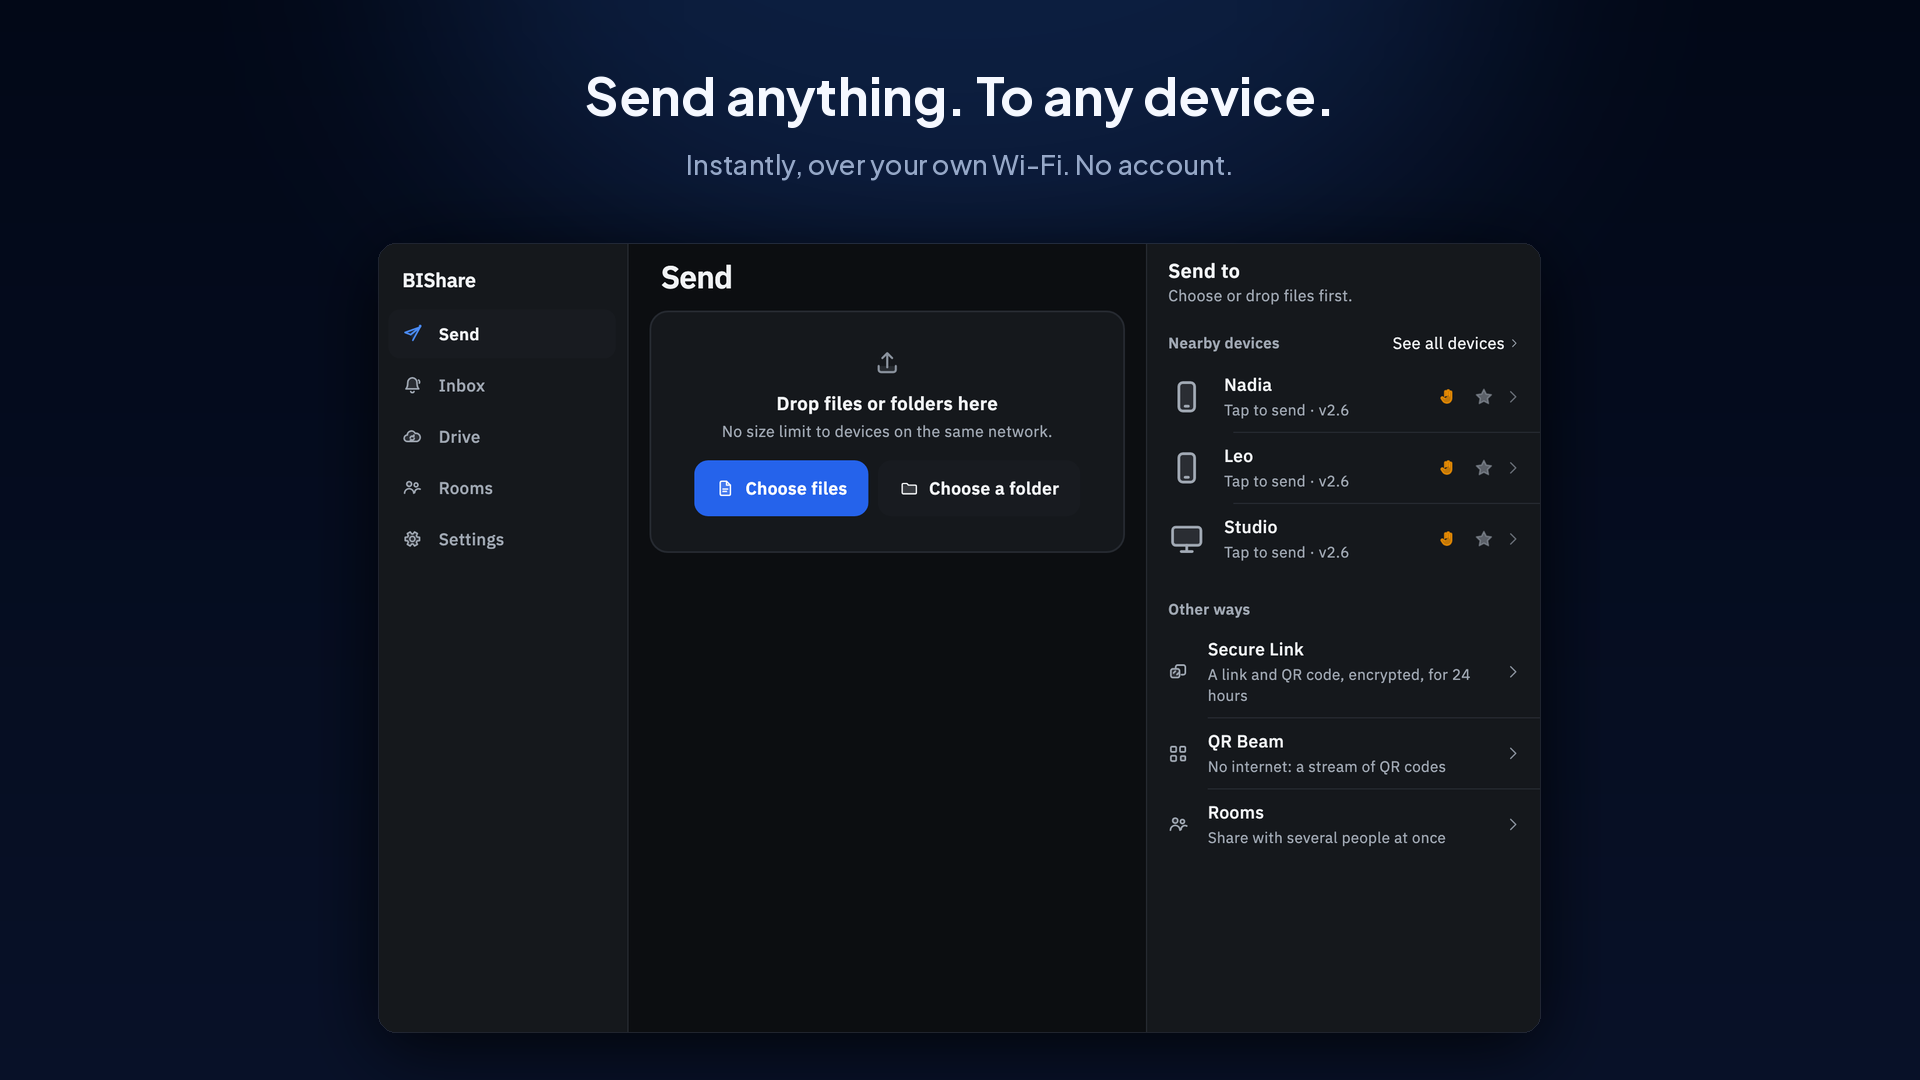 Send anything. To any device.
Instantly, over your own Wi-Fi. No account.
BIShare
Send
Inbox
Drive
Rooms
Settings
Send
Drop files or folders here
No size limit to devices on the same network.
Choose files
Choose a folder
Send to
Choose or drop files first.
Nearby devices
See all devices
Nadia
Tap to send · v2.6
Leo
Tap to send · v2.6
Studio
Tap to send · v2.6
Other ways
Secure Link
A link and QR code, encrypted, for 24
hours
QR Beam
No internet: a stream of QR codes
Rooms
Share with several people at once